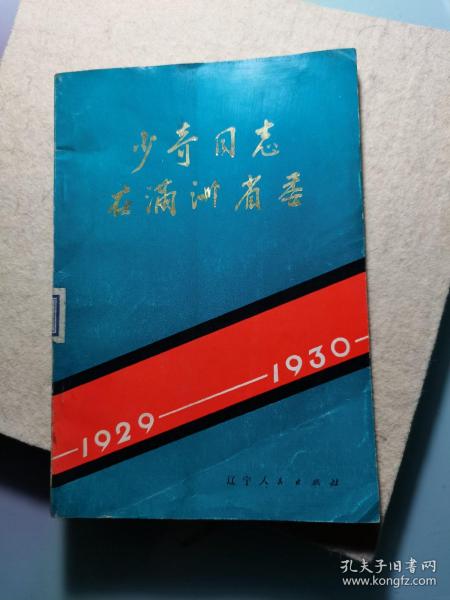 少奇同志
在满洲省委
1929——1930
辽宁人民出版社
孔夫子旧书网
www.kongfz.com